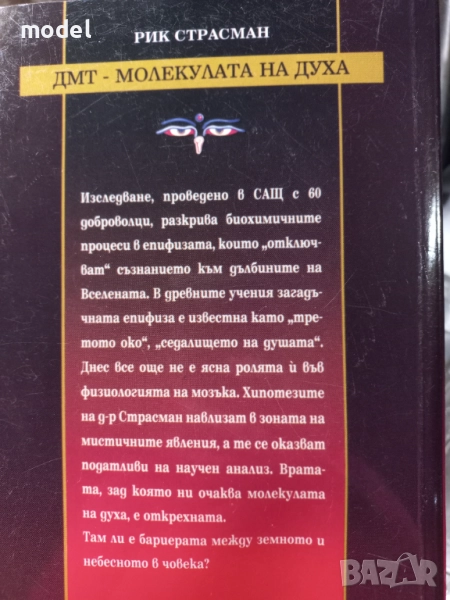 model
РИК СТРАСМАН
ДМТ - МОЛЕКУЛАТА НА ДУХА
Изследване, проведено в САЩ с 60
доброволци, разкрива биохимичните
процеси в епифизата, които „отключ-
ват“ съзнанието към дълбините на
Вселената. В древните учения загадъ-
чната епифиза е известна като „тре-
тото око“, „седалището на душата“.
Днес все още не е ясна ролята ѝ във
физиологията на мозъка. Хипотезите
на д-р Страсман навлизат в зоната на
мистичните явления, а те се оказват
податливи на научен анализ. Врата-
та, зад която ни очаква молекулата
на духа, е открехната.
Там ли е бариерата между земното и
небесното в човека?
BAZAR